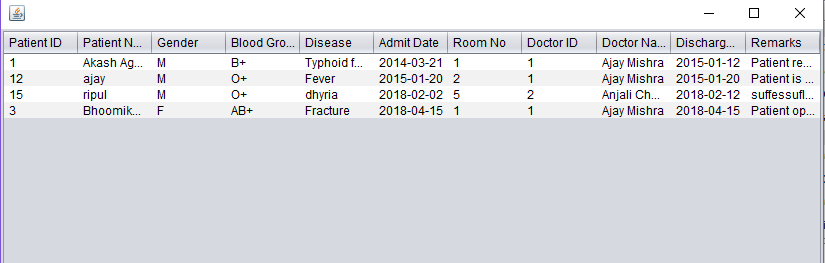 Patient ID Patient N... Gender Blood Gro... Disease Admit Date Room No Doctor ID Doctor Na... Discharg... Remarks
1 Akash Ag... M B+ Typhoid f... 2014-03-21 1 1 Ajay Mishra 2015-01-12 Patient re...
12 ajay M O+ Fever 2015-01-20 2 1 Ajay Mishra 2015-01-20 Patient is ...
15 ripul M O+ dhyria 2018-02-02 5 2 Anjali Ch... 2018-02-12 suffessufl...
3 Bhoomik... F AB+ Fracture 2018-04-15 1 1 Ajay Mishra 2018-04-15 Patient op...